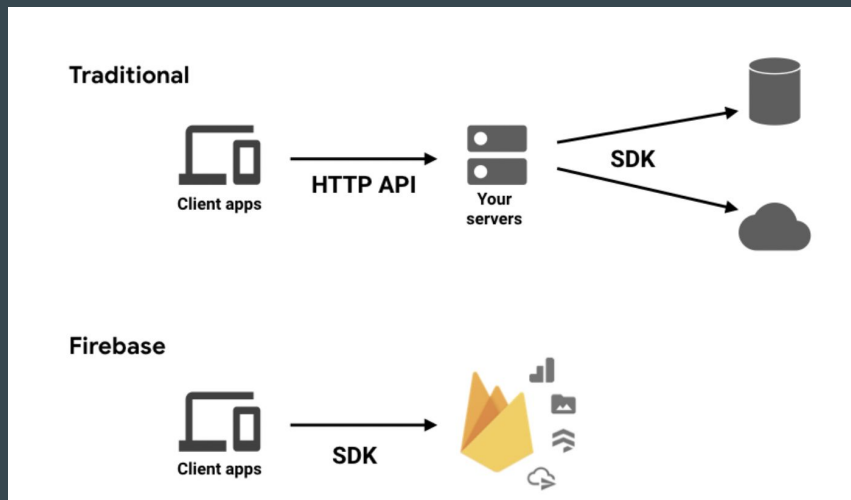 Traditional
Client apps
HTTP API
Your
servers
SDK
Firebase
Client apps
SDK